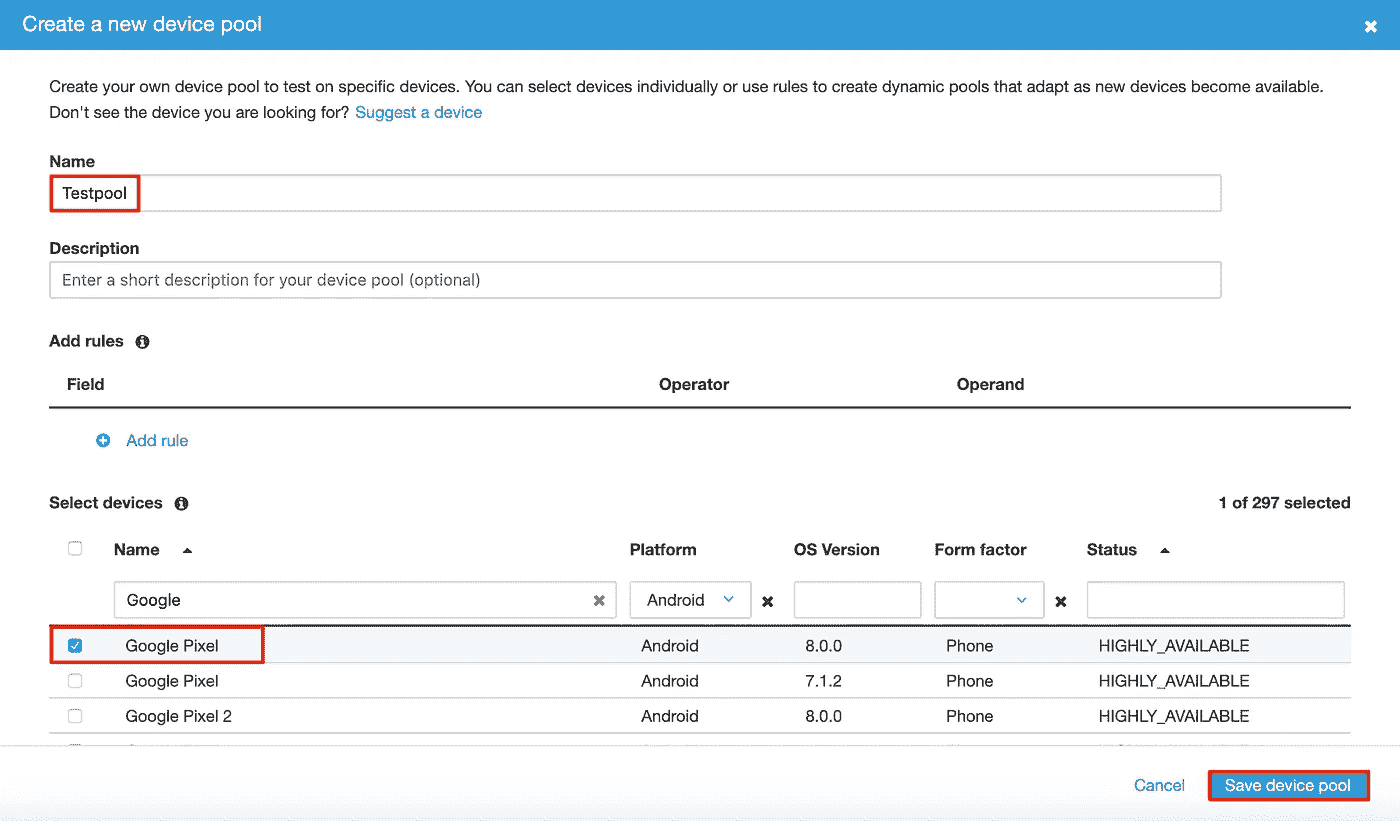 Create a new device pool
Create your own device pool to test on specific devices. You can select devices individually or use rules to create dynamic pools that adapt as new devices become available.
Don't see the device you are looking for? Suggest a device
Name
Testpool
Description
Enter a short description for your device pool (optional)
Add rules
Field Operator Operand
Add rule
Select devices 1 of 297 selected
Name Platform OS Version Form factor Status
Google Android
Google Pixel Android 8.0.0 Phone HIGHLY_AVAILABLE
Google Pixel Android 7.1.2 Phone HIGHLY_AVAILABLE
Google Pixel 2 Android 8.0.0 Phone HIGHLY_AVAILABLE
Cancel Save device pool